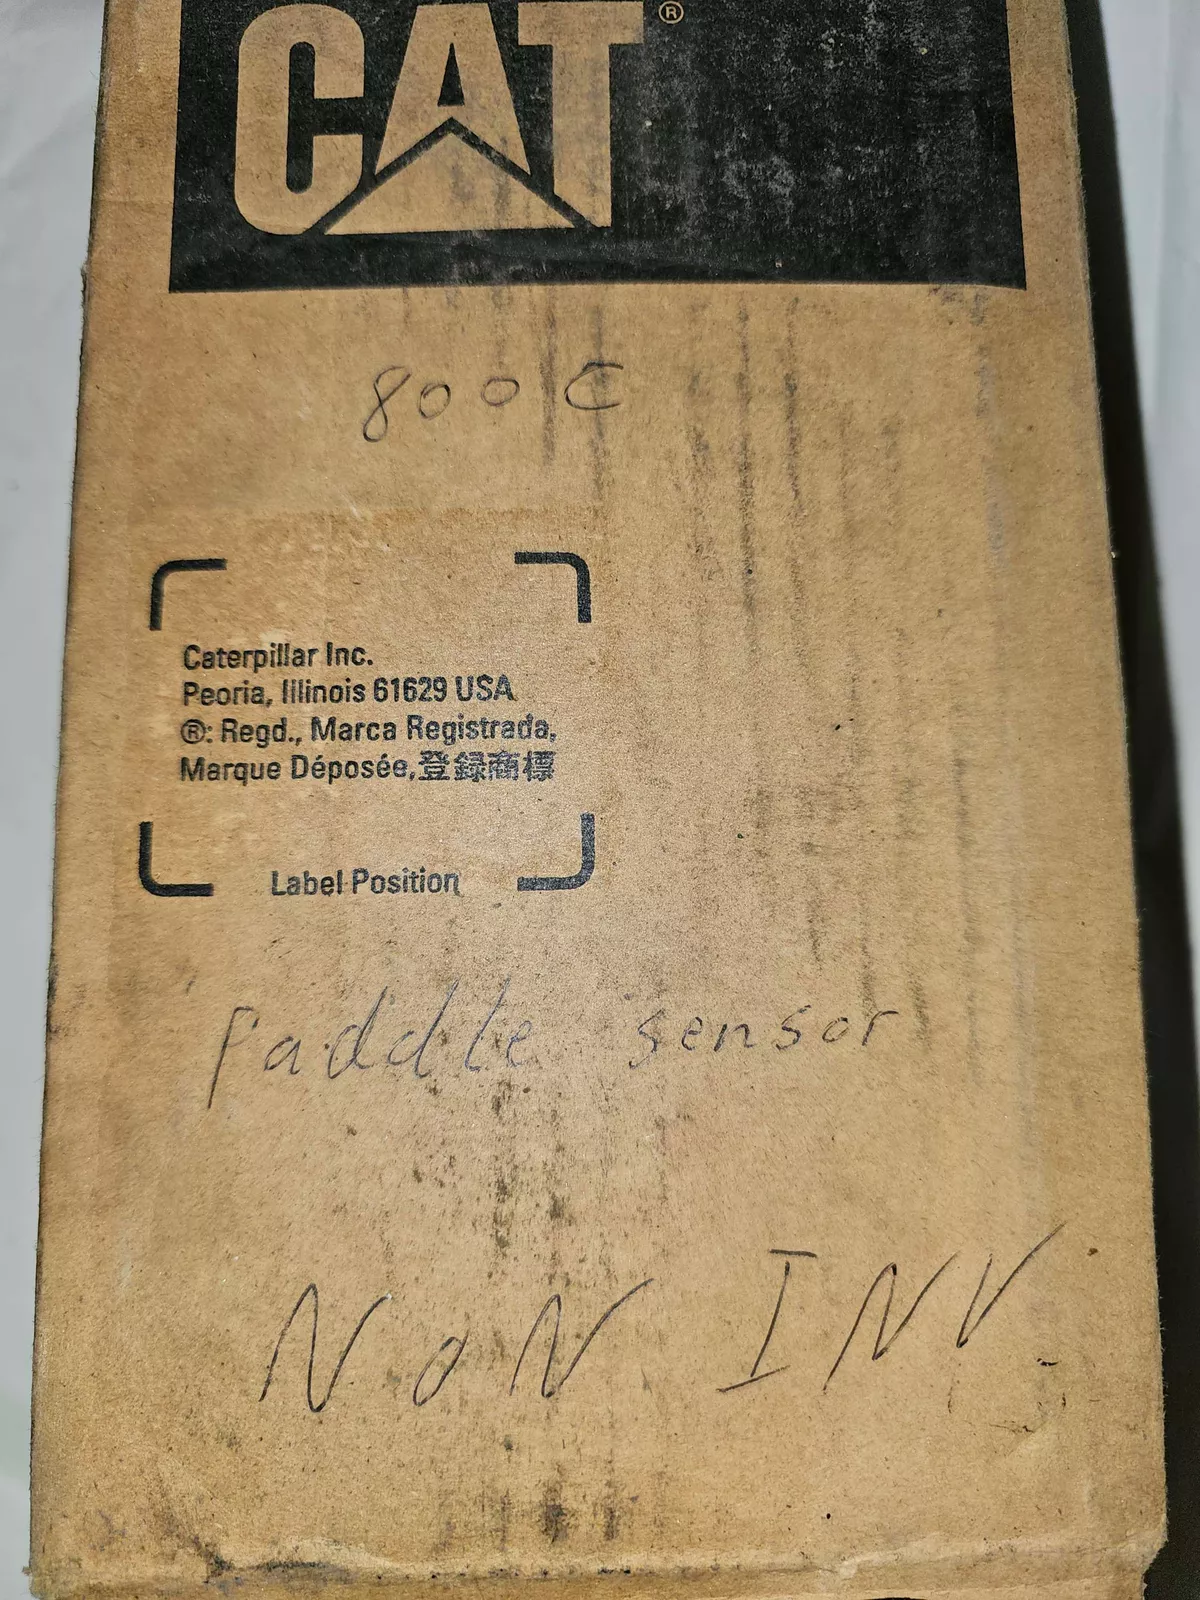 CAT®
800C
Caterpillar Inc.
Peoria, Illinois 61629 USA
®: Regd., Marca Registrada,
Marque Déposée,登録商標
Label Position
Paddle sensor
NON INV